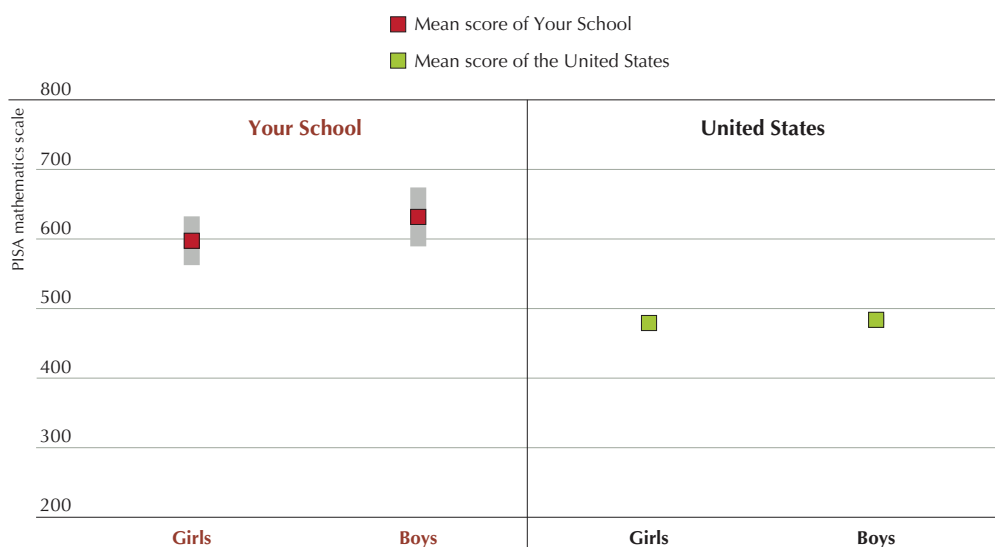 Mean score of Your School
Mean score of the United States
PISA mathematics scale
800
Your School
United States
700
600
500
400
300
200
Girls
Boys
Girls
Boys